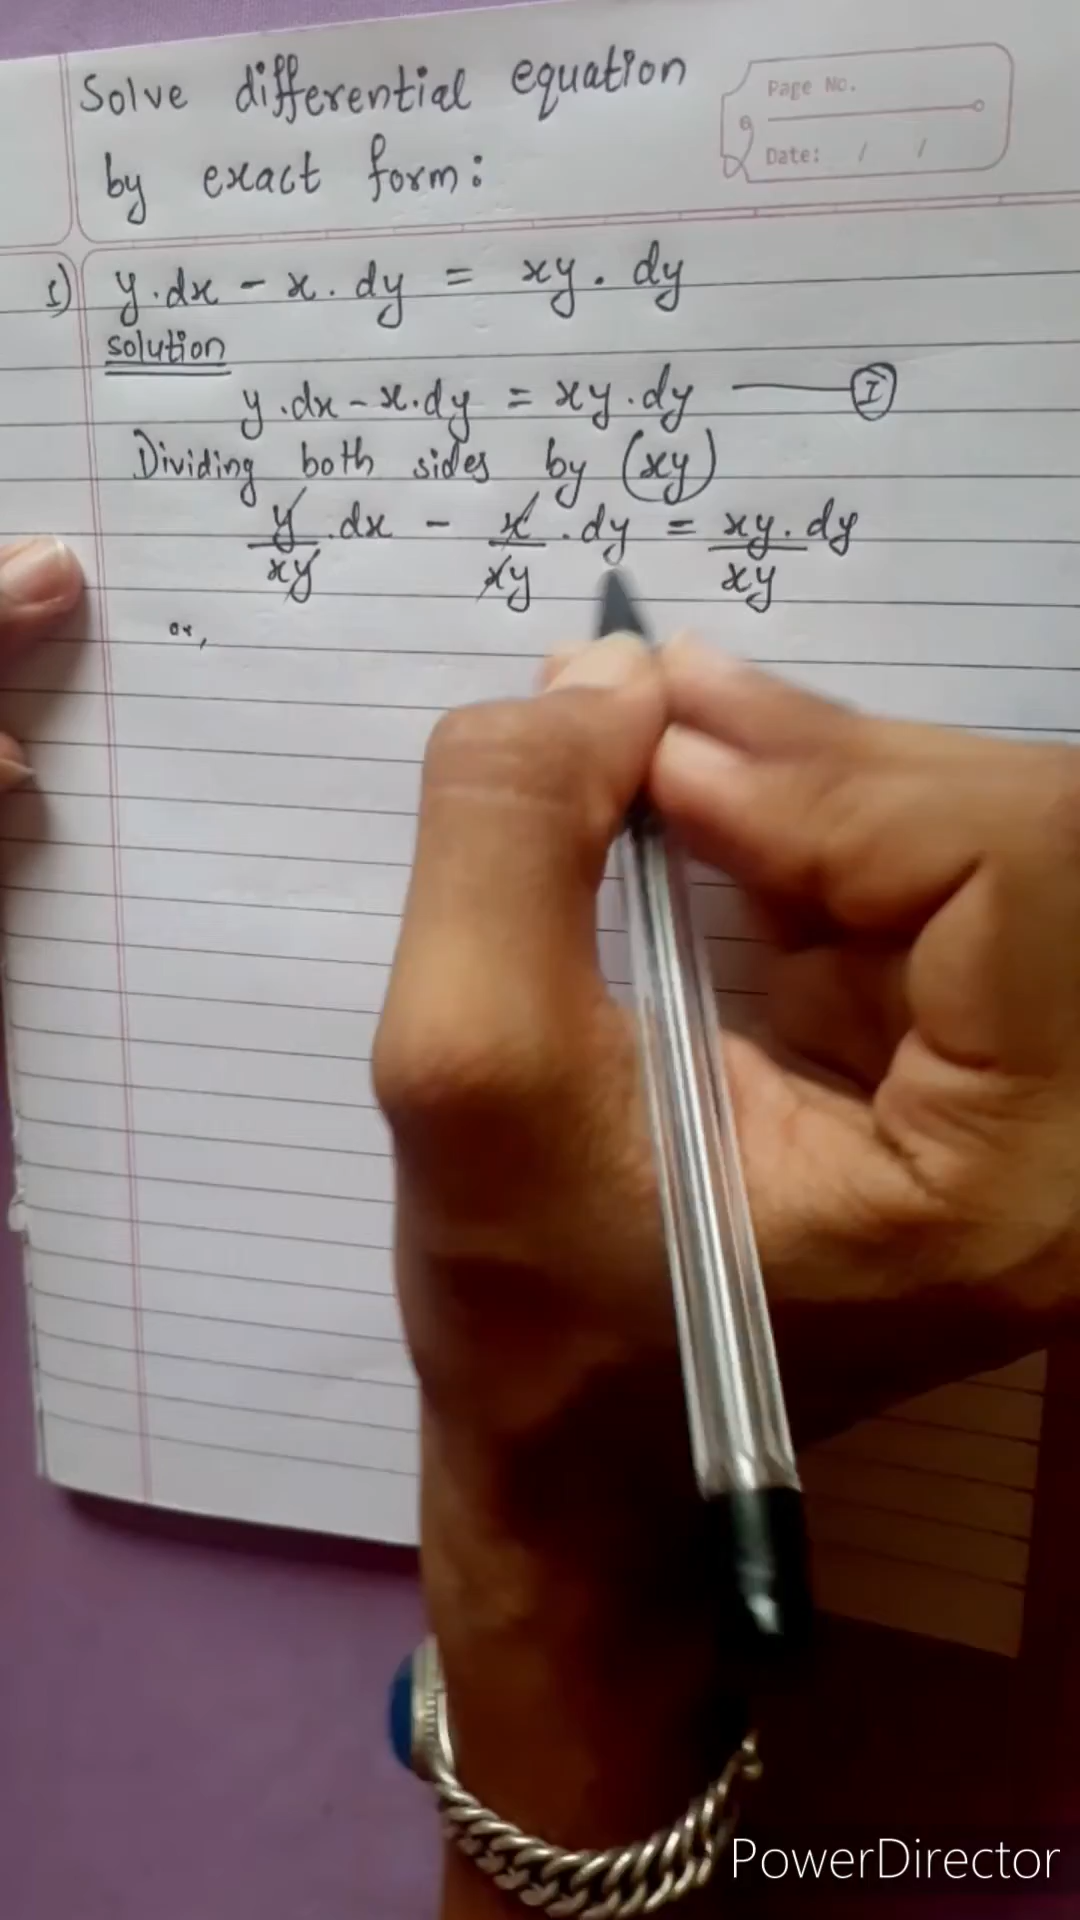 Solve differential equation
Page No.
by exact form:
Date: / /
1) y.dx - x.dy = xy.dy
solution
y.dx - x.dy = xy.dy —— I
Dividing both sides by (xy)
y/xy .dx - x/xy .dy = xy.dy/xy
or,
PowerDirector